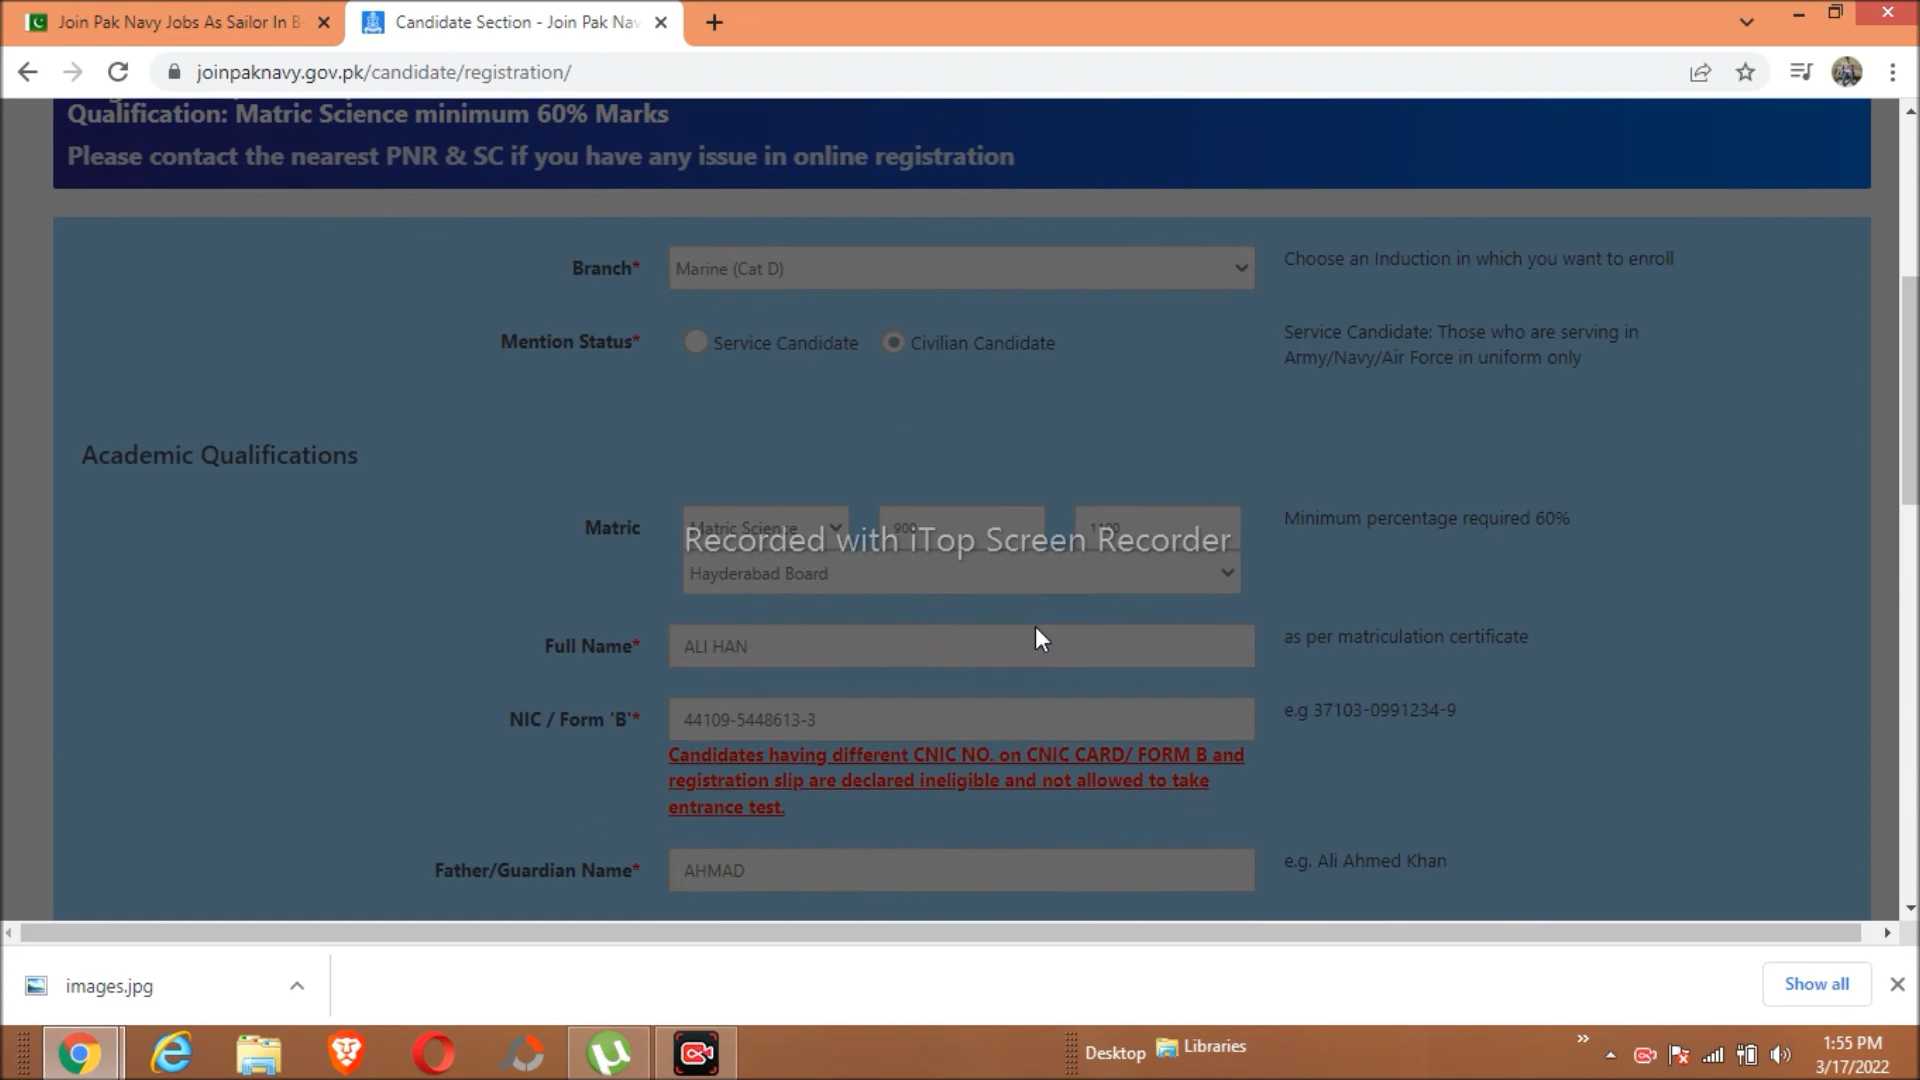 Join Pak Navy Jobs As Sailor In B
Candidate Section - Join Pak Nav
joinpaknavy.gov.pk/candidate/registration/
Qualification: Matric Science minimum 60% Marks
Please contact the nearest PNR & SC if you have any issue in online registration
Branch*
Marine (Cat D)
Choose an Induction in which you want to enroll
Mention Status*
Service Candidate
Civilian Candidate
Service Candidate: Those who are serving in
Army/Navy/Air Force in uniform only
Academic Qualifications
Matric
Matric Science
900
1100
Minimum percentage required 60%
Recorded with iTop Screen Recorder
Hayderabad Board
Full Name*
ALI HAN
as per matriculation certificate
NIC / Form 'B'*
44109-5448613-3
e.g 37103-0991234-9
Candidates having different CNIC NO. on CNIC CARD/ FORM B and
registration slip are declared ineligible and not allowed to take
entrance test.
Father/Guardian Name*
AHMAD
e.g. Ali Ahmed Khan
images.jpg
Show all
Desktop
Libraries
1:55 PM
3/17/2022